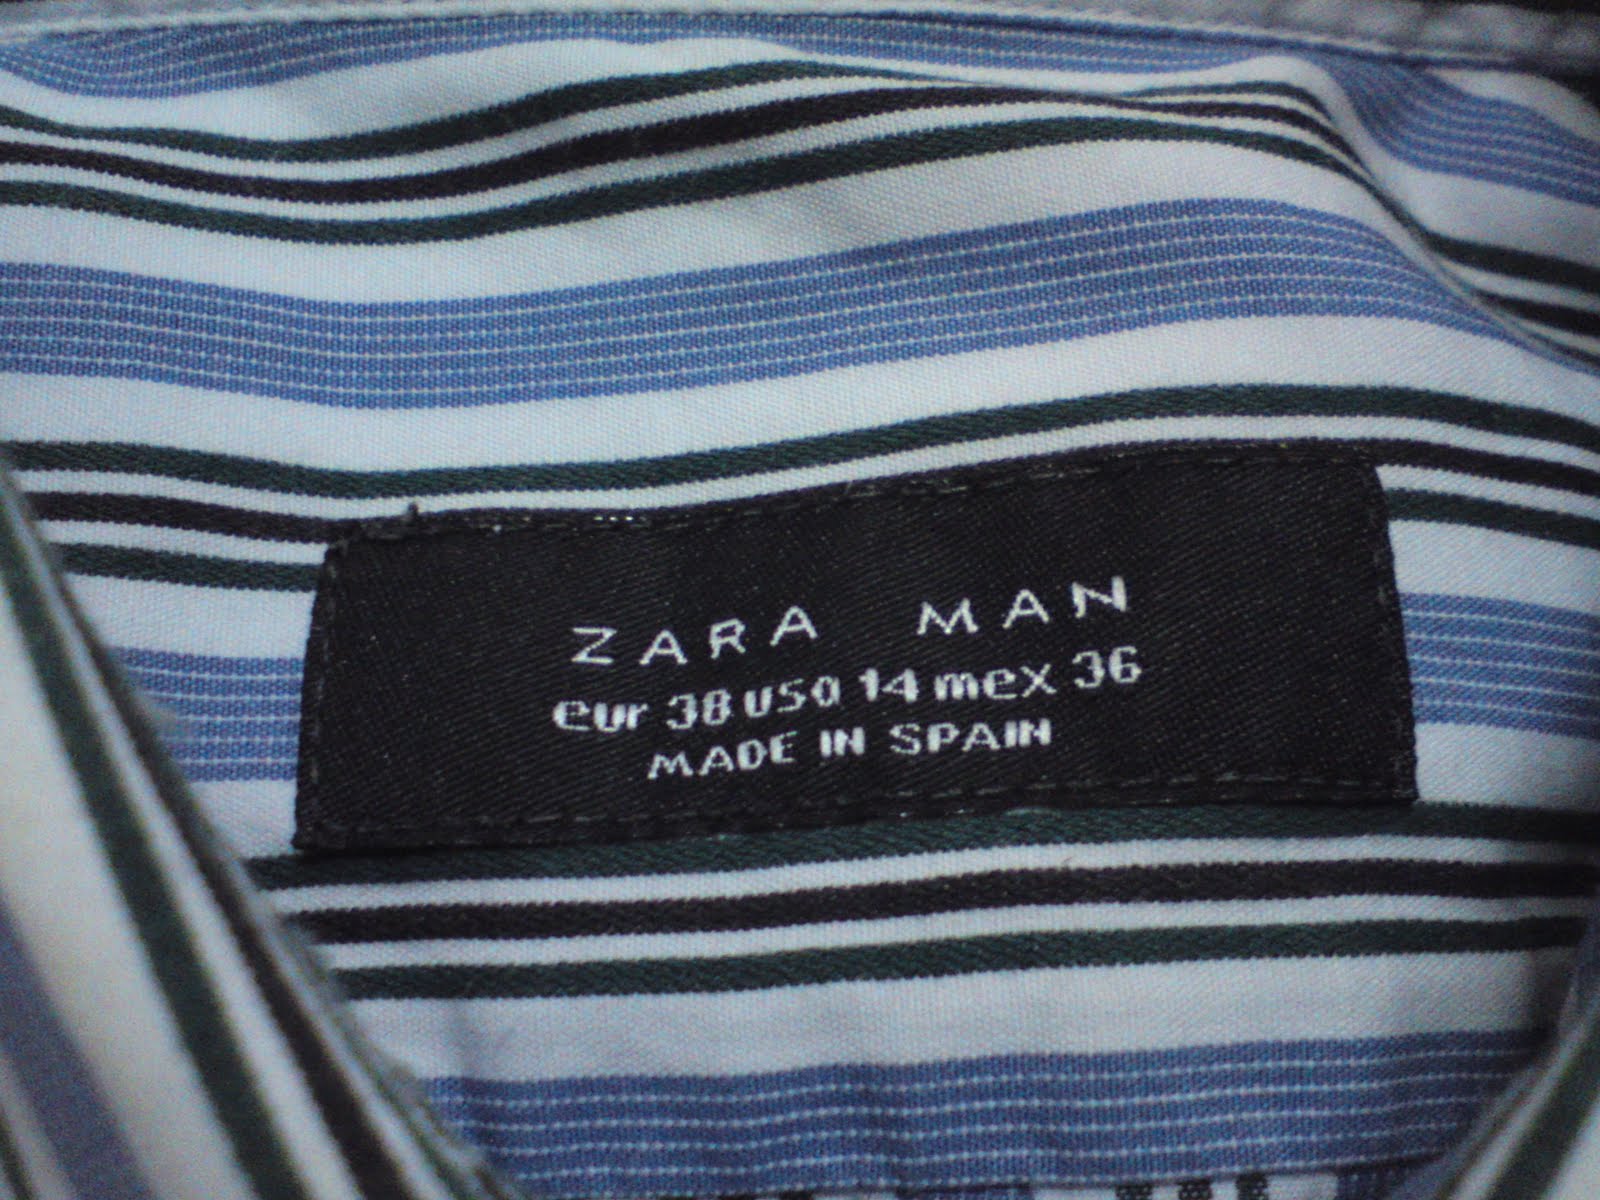 ZARA MAN
eur 38 usa 14 mex 36
MADE IN SPAIN